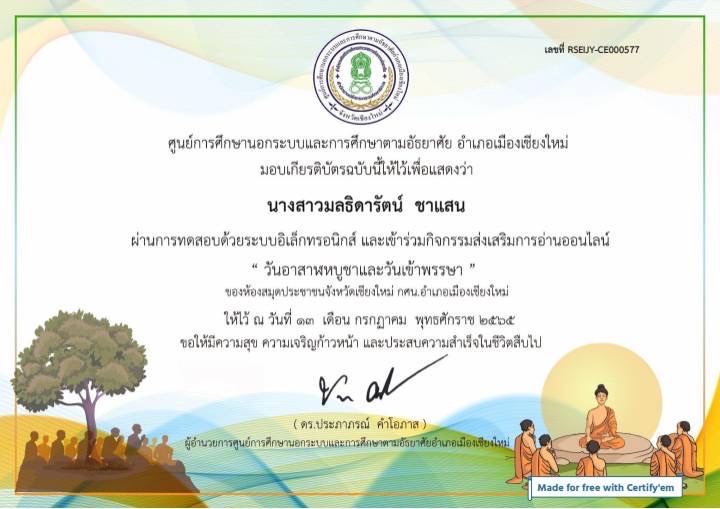 เลขที่ RSEIJY-CE000577
จังหวัดเชียงใหม่
ศูนย์การศึกษานอกระบบและการศึกษาตามอัธยาศัย อำเภอเมืองเชียงใหม่
มอบเกียรติบัตรฉบับนี้ให้ไว้เพื่อแสดงว่า
นางสาวมลธิดารัตน์ ชาแสน
ผ่านการทดสอบด้วยระบบอิเล็กทรอนิกส์ และเข้าร่วมกิจกรรมส่งเสริมการอ่านออนไลน์
“ วันอาสาฬหบูชาและวันเข้าพรรษา ”
ของห้องสมุดประชาชนจังหวัดเชียงใหม่ กศน.อำเภอเมืองเชียงใหม่
ให้ไว้ ณ วันที่ ๑๓ เดือน กรกฎาคม พุทธศักราช ๒๕๖๕
ขอให้มีความสุข ความเจริญก้าวหน้า และประสบความสำเร็จในชีวิตสืบไป
( ดร.ประภาภรณ์ คำโอภาส )
ผู้อำนวยการศูนย์การศึกษานอกระบบและการศึกษาตามอัธยาศัยอำเภอเมืองเชียงใหม่
Made for free with Certify'em